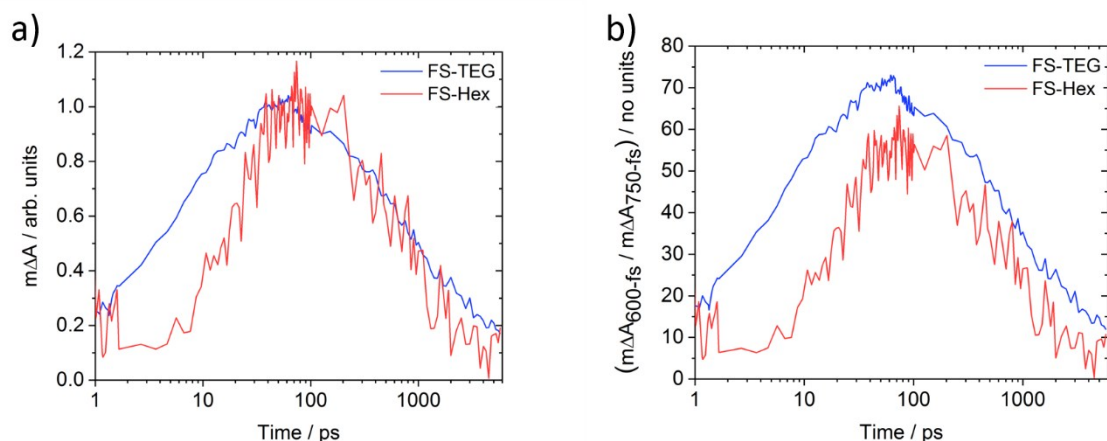 a)
mΔA / arb. units
1.2
1.0
0.8
0.6
0.4
0.2
0.0
FS-TEG
FS-Hex
1 10 100 1000
Time / ps
b)
(mΔA600-fs / mΔA750-fs) / no units
80
70
60
50
40
30
20
10
0
FS-TEG
FS-Hex
1 10 100 1000
Time / ps